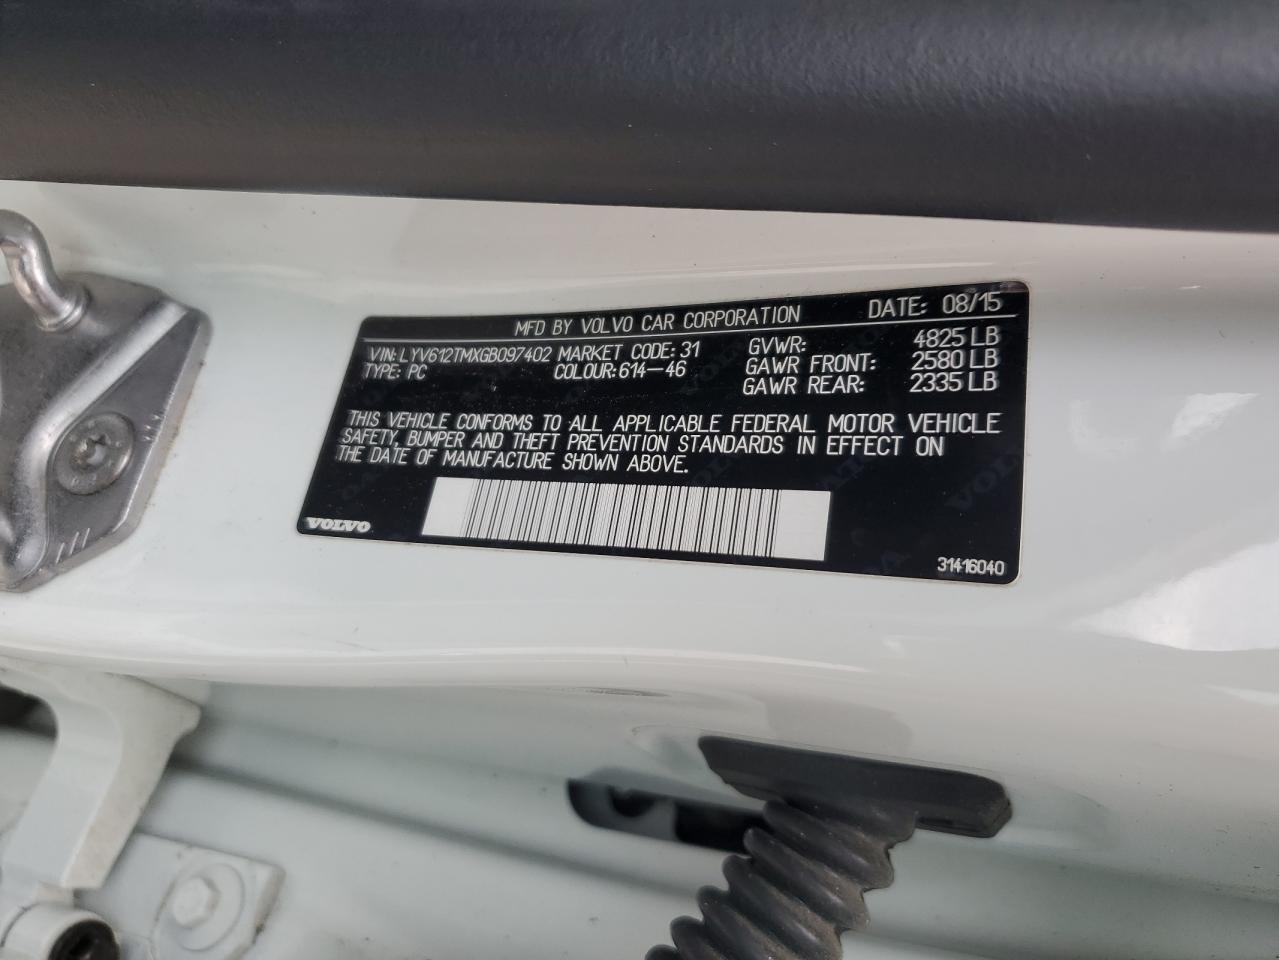 MFD BY VOLVO CAR CORPORATION DATE: 08/15
VIN: LYV612TMXGB097402 MARKET CODE: 31 GVWR: 4825 LB
TYPE: PC COLOUR: 614-46 GAWR FRONT: 2580 LB
GAWR REAR: 2335 LB
THIS VEHICLE CONFORMS TO ALL APPLICABLE FEDERAL MOTOR VEHICLE
SAFETY, BUMPER AND THEFT PREVENTION STANDARDS IN EFFECT ON
THE DATE OF MANUFACTURE SHOWN ABOVE.
VOLVO
31416040